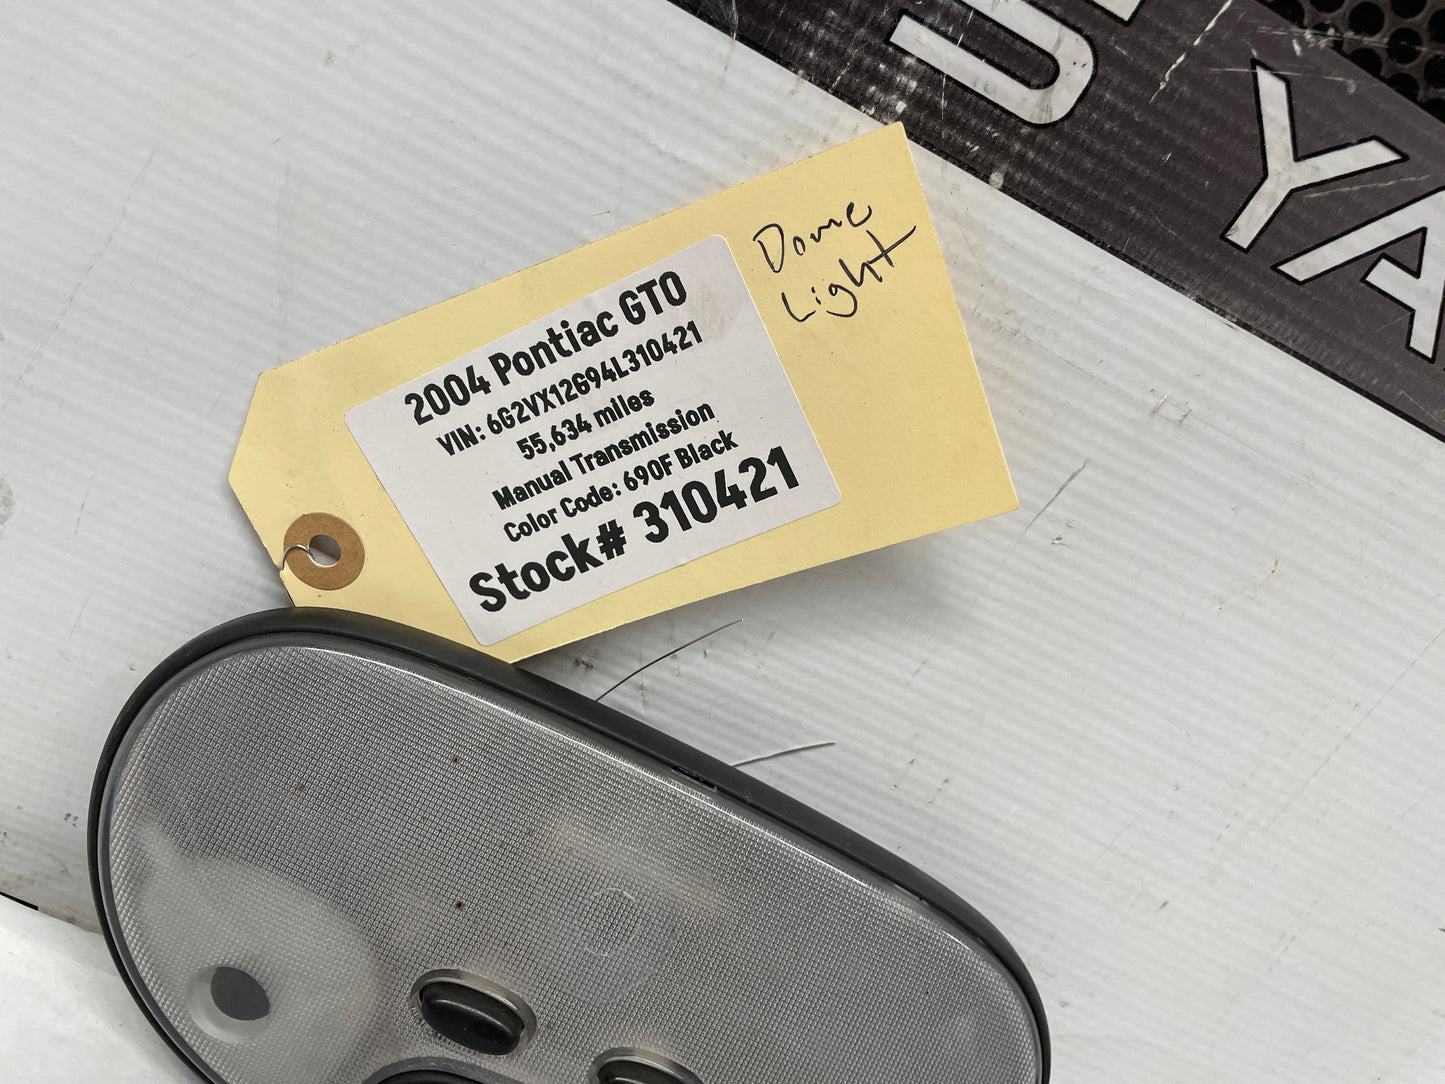 Dome
Light
2004 Pontiac GTO
VIN: 6G2VX12G94L310421
55,634 miles
Manual Transmission
Color Code: 690F Black
Stock# 310421